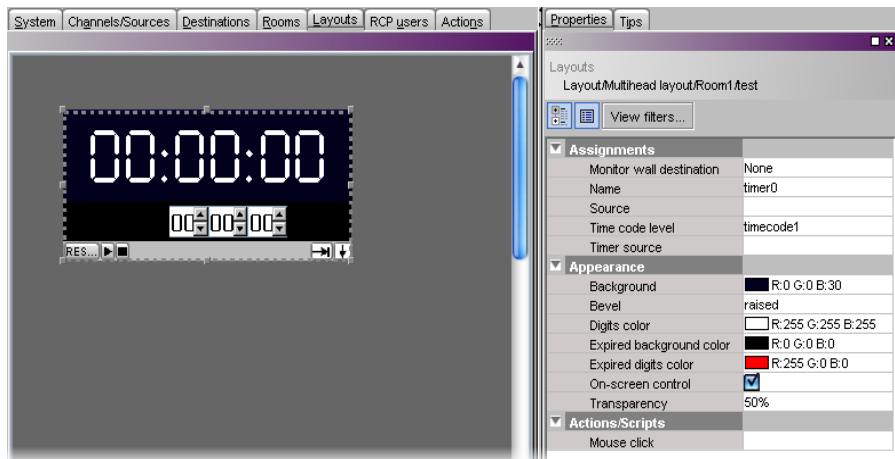 System Channels/Sources Destinations Rooms Layouts RCP users Actions
00:00:00
00 00 00
RES...
Properties Tips
Layouts
Layout/Multihead layout/Room1/test
View filters...
Assignments
Monitor wall destination None
Name timer0
Source
Time code level timecode1
Timer source
Appearance
Background R:0 G:0 B:30
Bevel raised
Digits color R:255 G:255 B:255
Expired background color R:0 G:0 B:0
Expired digits color R:255 G:0 B:0
On-screen control
Transparency 50%
Actions/Scripts
Mouse click